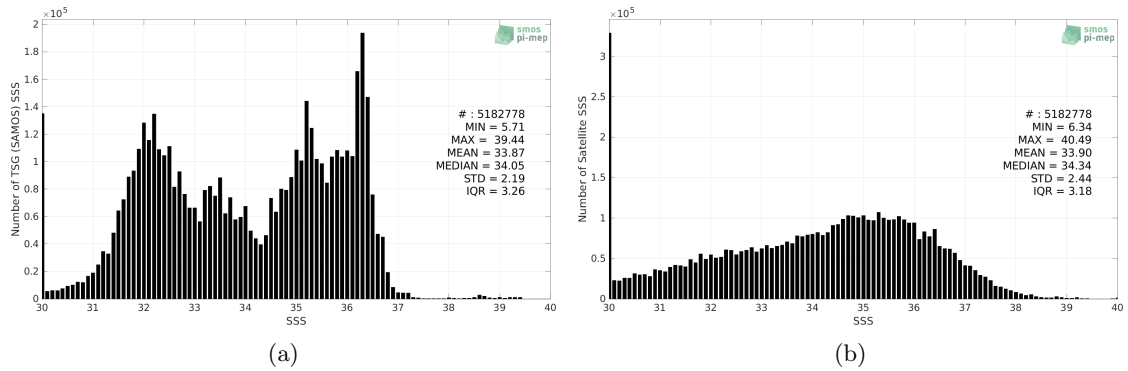 ×10⁵
2
1.8
1.6
1.4
1.2
1
0.8
0.6
0.4
0.2
0
Number of TSG (SAMOS) SSS
30 31 32 33 34 35 36 37 38 39 40
SSS
smos
pi-mep
# : 5182778
MIN = 5.71
MAX = 39.44
MEAN = 33.87
MEDIAN = 34.05
STD = 2.19
IQR = 3.26
(a)
×10⁵
3
2.5
2
1.5
1
0.5
0
Number of Satellite SSS
30 31 32 33 34 35 36 37 38 39 40
SSS
smos
pi-mep
# : 5182778
MIN = 6.34
MAX = 40.49
MEAN = 33.90
MEDIAN = 34.34
STD = 2.44
IQR = 3.18
(b)